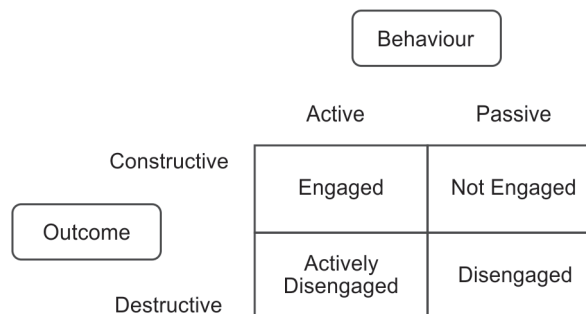 Behaviour
Active Passive
Constructive
Engaged Not Engaged
Outcome
Actively
Disengaged Disengaged
Destructive